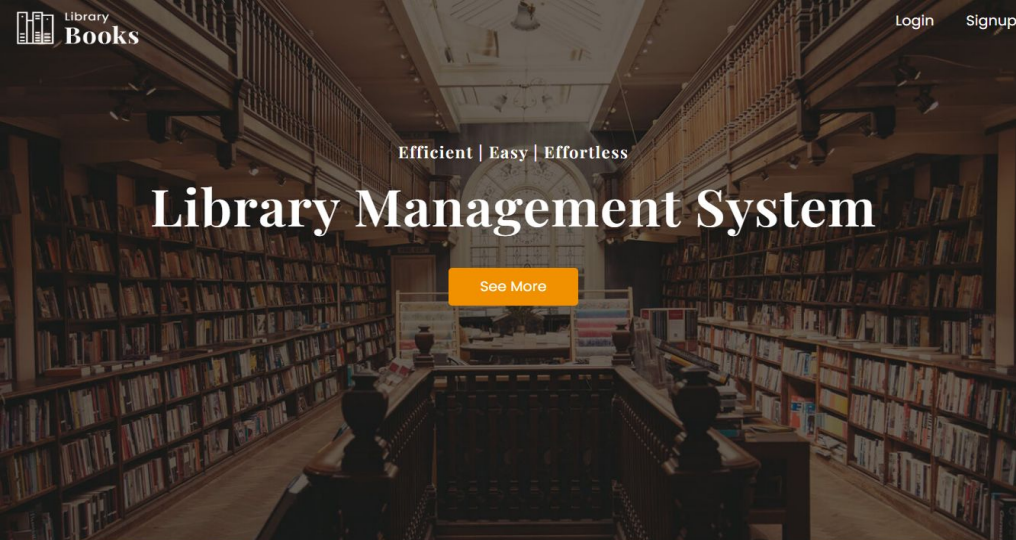 Library
Books
Login
Signup
Efficient | Easy | Effortless
Library Management System
See More